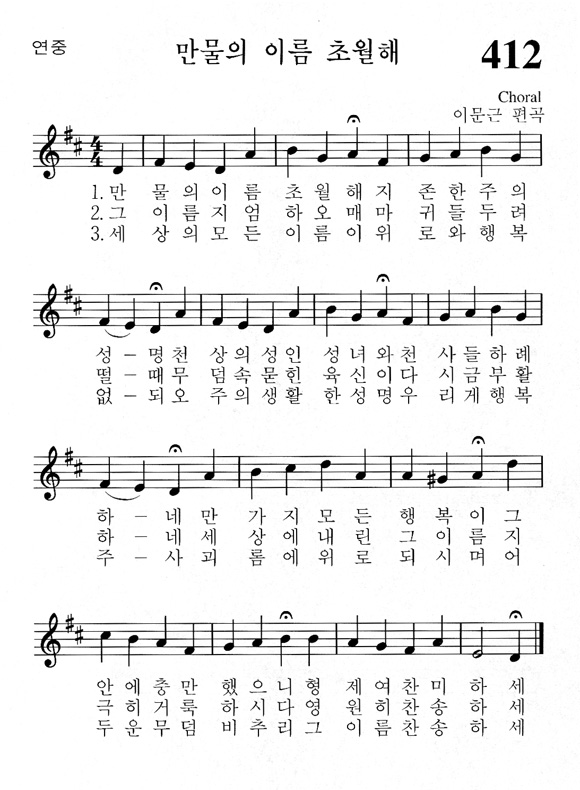 연중
만물의 이름 초월해
412
Choral
이문근 편곡
1. 만 물의이름 초월해지 존한주의
2. 그 이름지엄 하오매마 귀들두려
3. 세 상의모든 이름이위 로와행복
성 – 명천 상의성인 성녀와천 사들하례
떨 – 때무 덤속묻힌 육신이다 시금부활
없 – 되오 주의생활 한성명우 리게행복
하 – 네만 가지모든 행복이그
하 – 네세 상에내린 그이름지
주 – 사괴 롬에위로 되시며어
안에충만 했으니형 제여찬미 하세
극히거룩 하시다영 원히찬송 하세
두운무덤 비추리그 이름찬송 하세